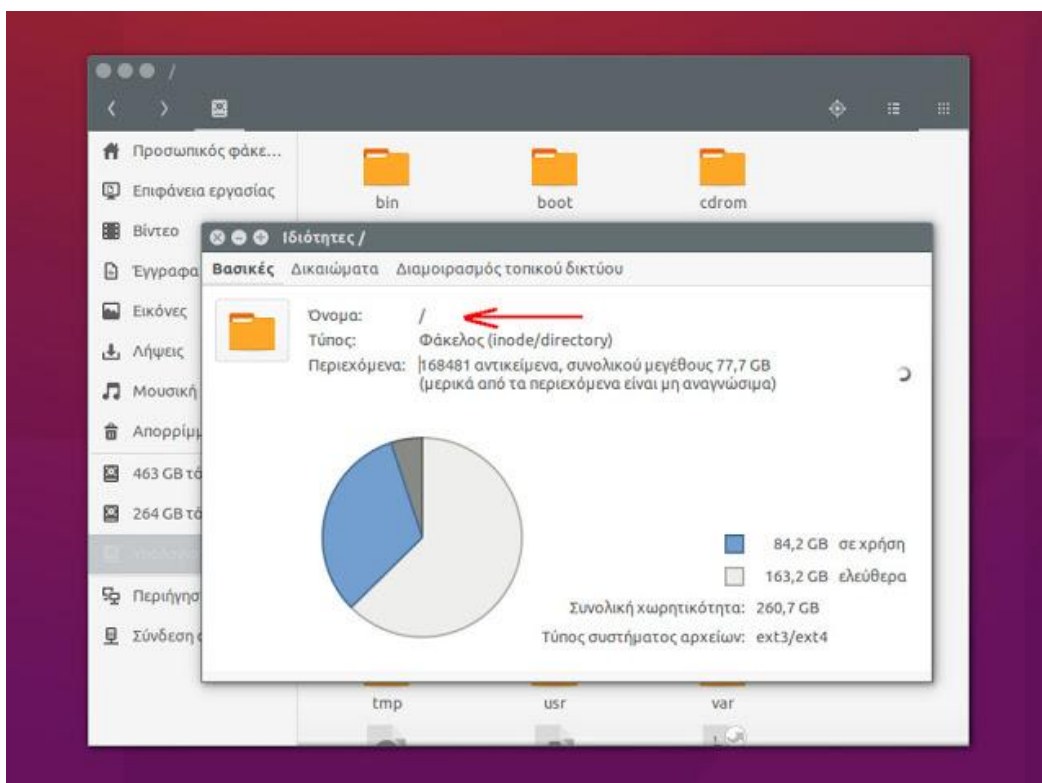 /
Προσωπικός φάκε...
Επιφάνεια εργασίας
Βίντεο
Έγγραφα
Εικόνες
Λήψεις
Μουσική
Απορρίμμ
463 GB τό
264 GB τό
Περιήγησ
Σύνδεση
bin
boot
cdrom
Ιδιότητες /
Βασικές Δικαιώματα Διαμοιρασμός τοπικού δικτύου
Όνομα: /
Τύπος: Φάκελος (inode/directory)
Περιεχόμενα: 168481 αντικείμενα, συνολικού μεγέθους 77,7 GB
(μερικά από τα περιεχόμενα είναι μη αναγνώσιμα)
84,2 GB σε χρήση
163,2 GB ελεύθερα
Συνολική χωρητικότητα: 260,7 GB
Τύπος συστήματος αρχείων: ext3/ext4
tmp
usr
var